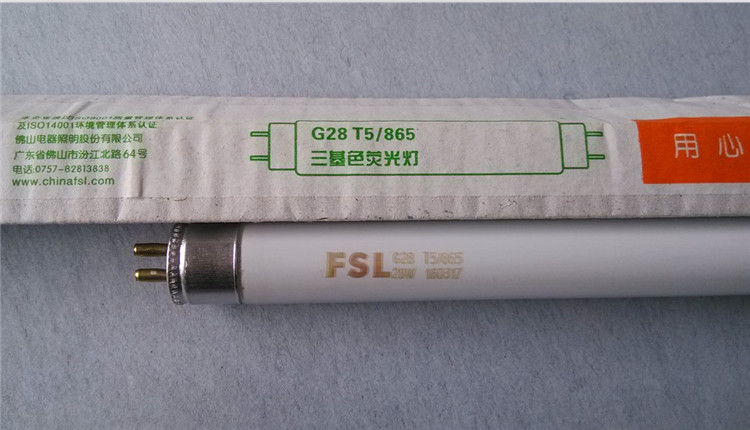 及ISO14001环境管理体系认证
佛山电器照明股份有限公司
广东省佛山市汾江北路64号
电话:0757-82813838
www.chinafsl.com
G28 T5/865
三基色荧光灯
用心
FSL G28 T5/865
28W 160317